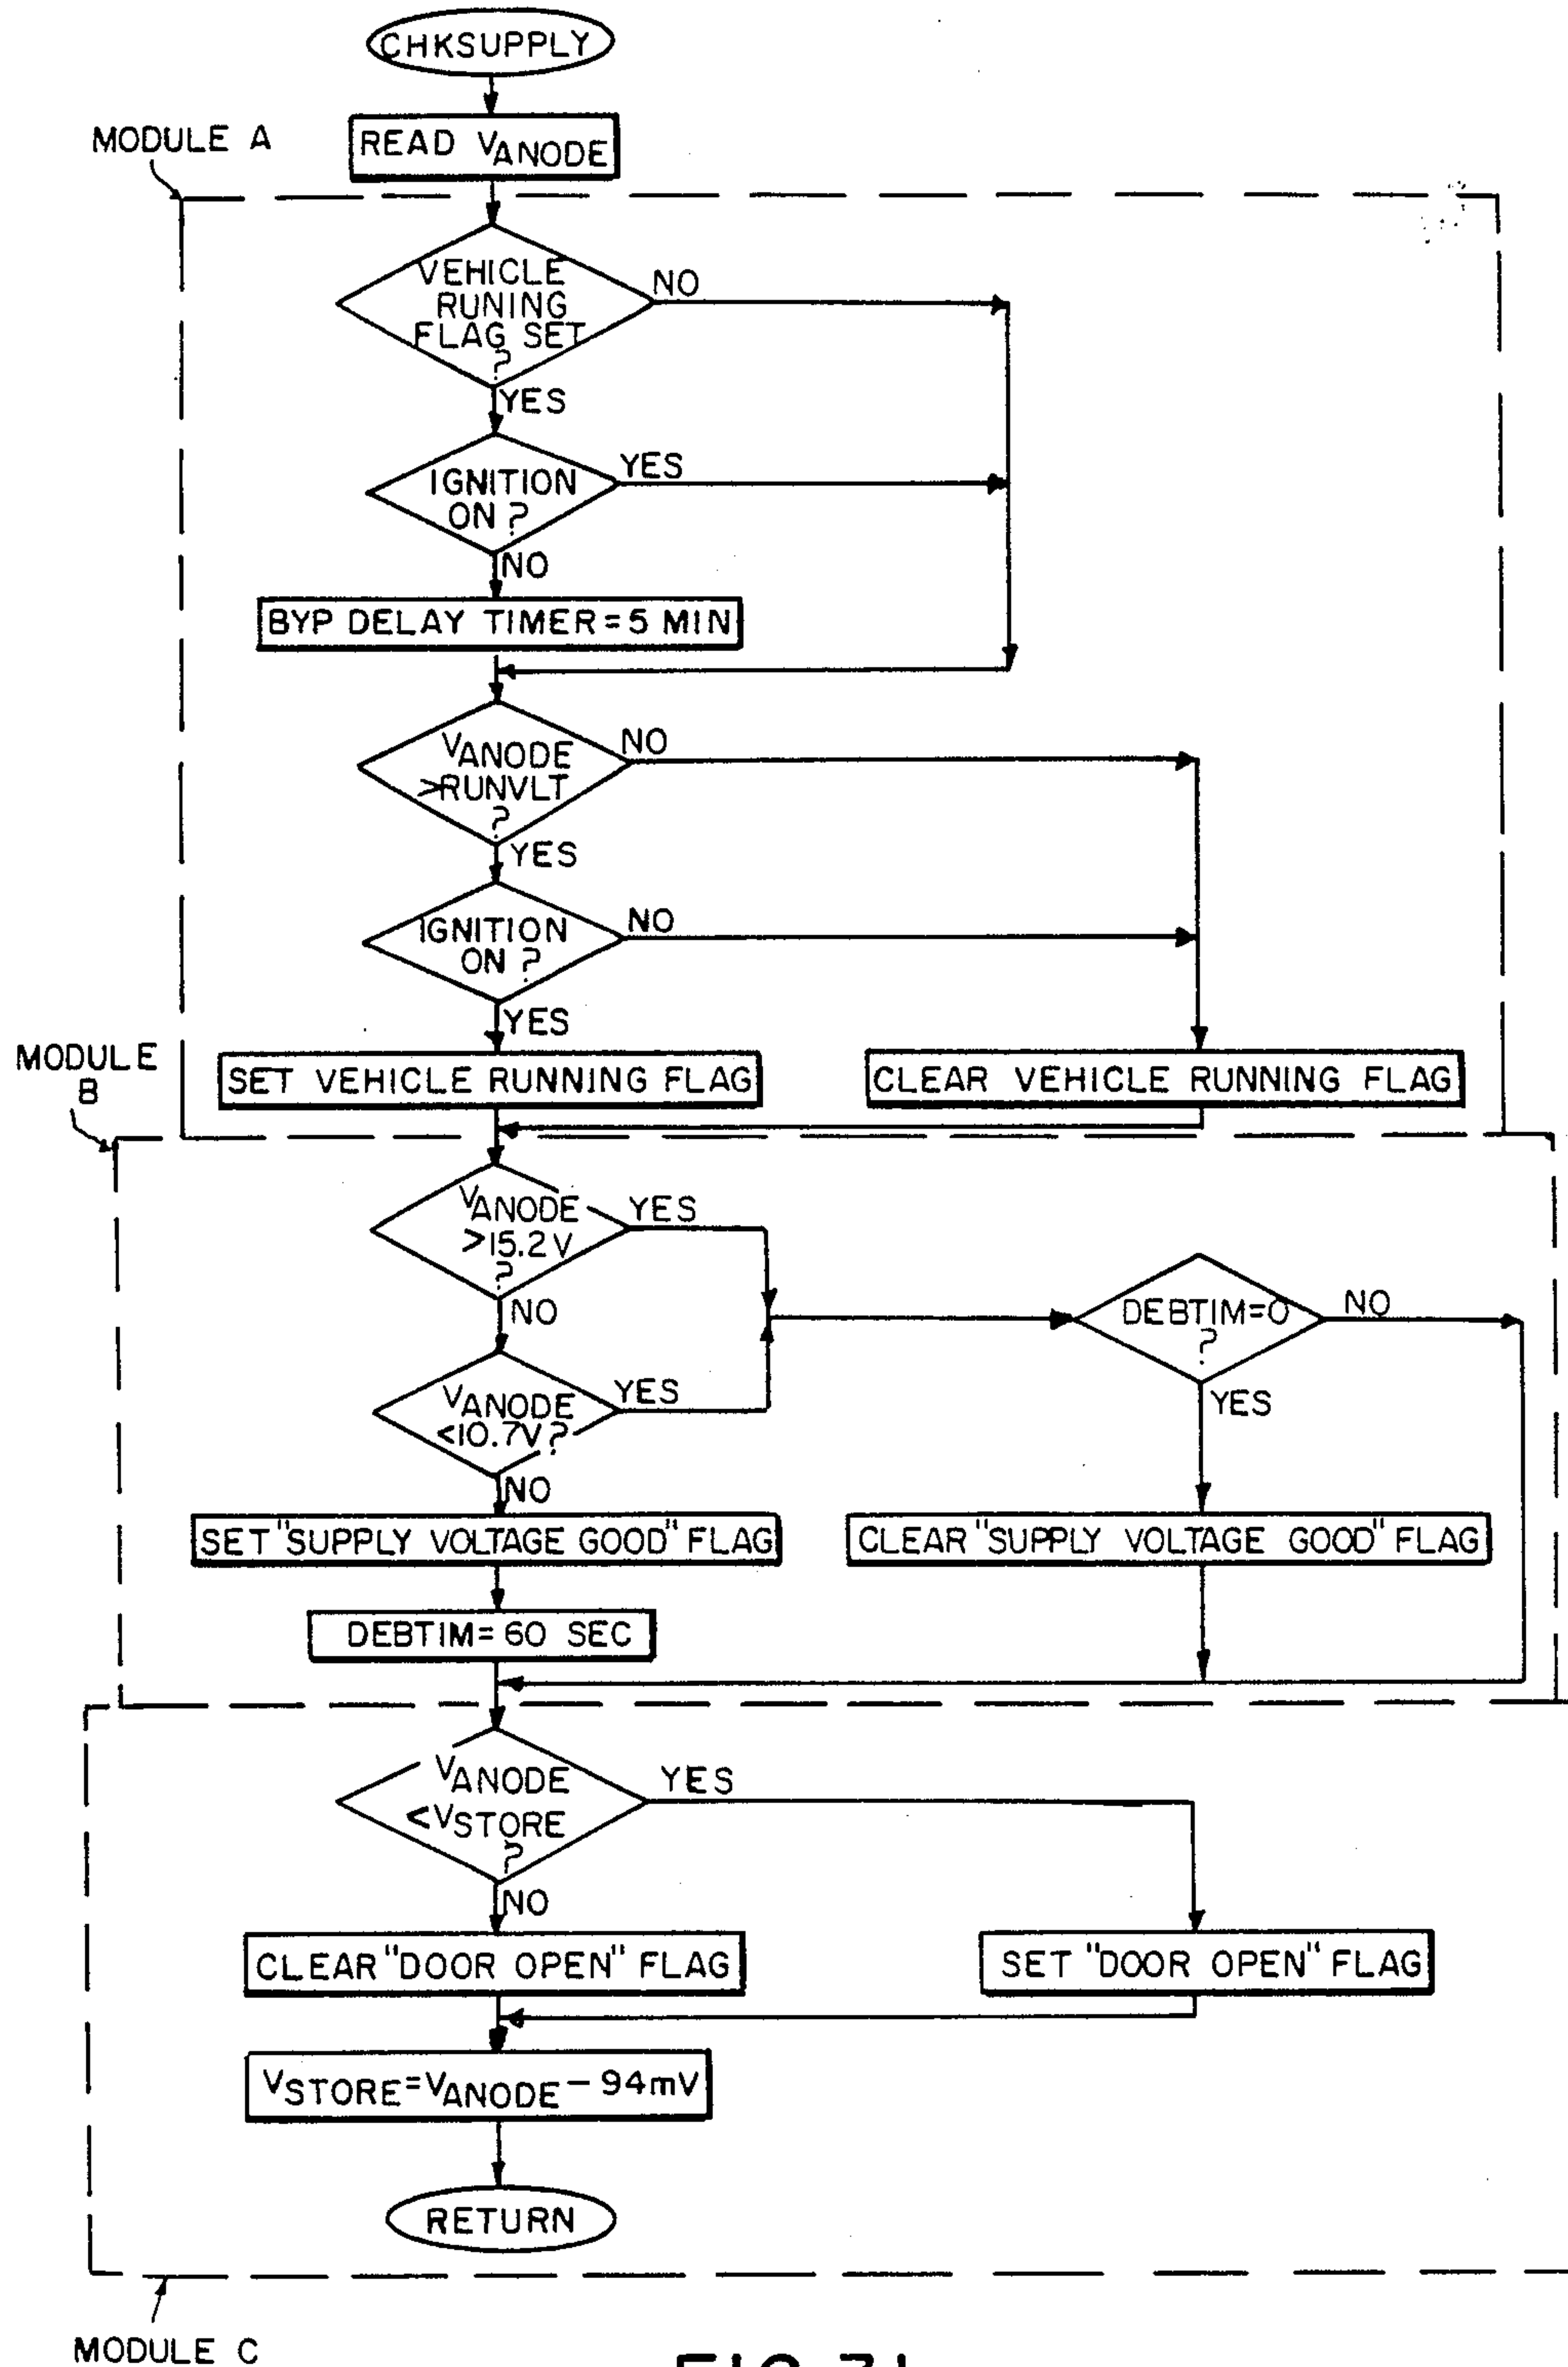 CHKSUPPLY
READ VANODE
MODULE A
VEHICLE
RUNING
FLAG SET
?
NO
YES
IGNITION
ON ?
YES
NO
BYP DELAY TIMER=5 MIN
VANODE
>RUNVLT
?
NO
YES
IGNITION
ON ?
NO
YES
SET VEHICLE RUNNING FLAG
CLEAR VEHICLE RUNNING FLAG
MODULE
B
VANODE
>15.2V
?
YES
NO
DEBTIM=0
?
NO
YES
VANODE
<10.7V?
YES
NO
SET "SUPPLY VOLTAGE GOOD" FLAG
CLEAR "SUPPLY VOLTAGE GOOD" FLAG
DEBTIM= 60 SEC
VANODE
<VSTORE
?
YES
NO
CLEAR "DOOR OPEN" FLAG
SET "DOOR OPEN" FLAG
VSTORE=VANODE-94mV
RETURN
MODULE C